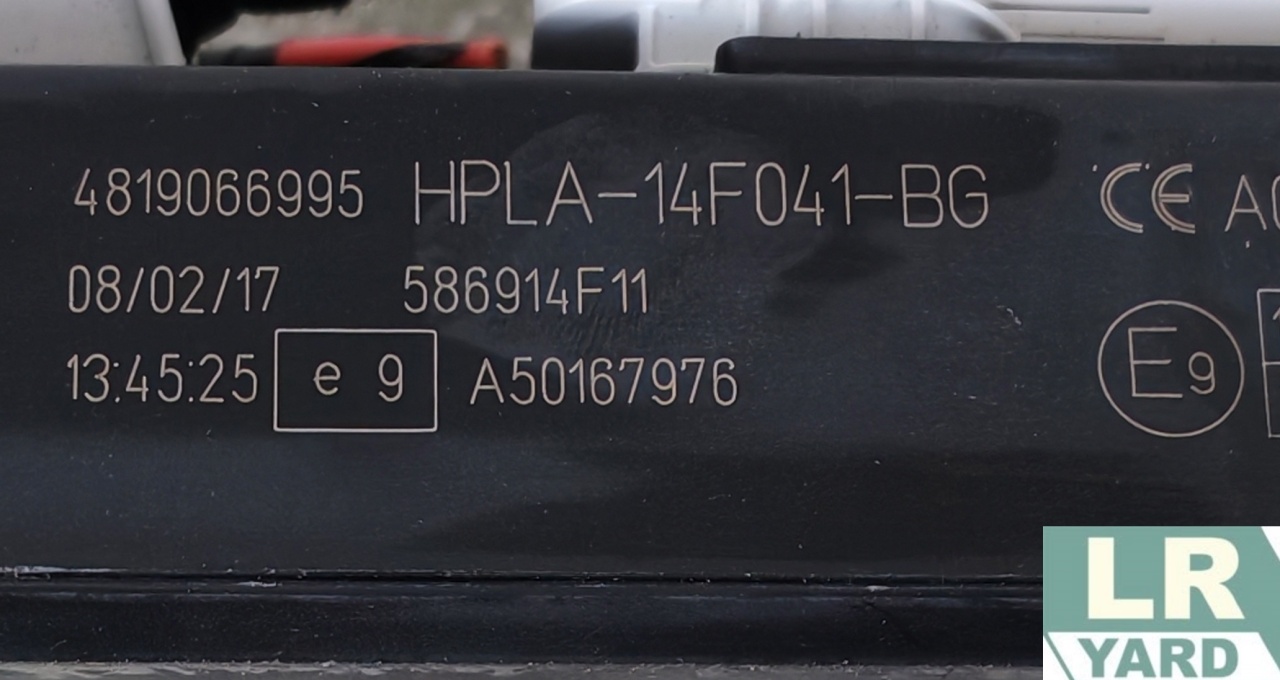 4819066995 HPLA-14F041-BG CE
08/02/17 586914F11
13:45:25 e 9 A50167976 E9
LR
YARD